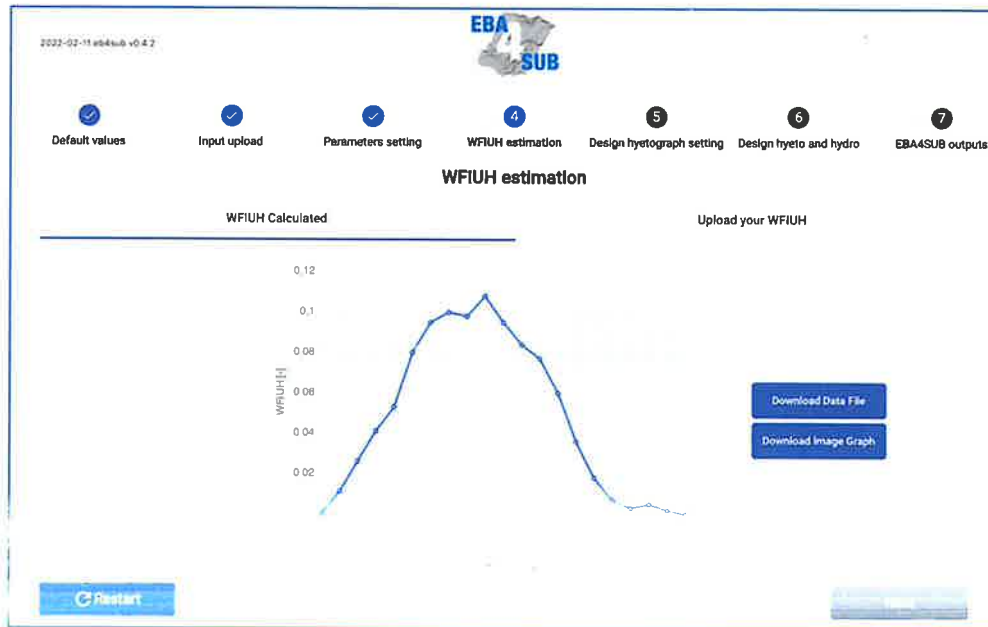 EBA
4
SUB
2022-02-11 eb4sub v0.4.2
4
5
6
7
Default values
Input upload
Parameters setting
WFIUH estimation
Design hyetograph setting
Design hyeto and hydro
EBA4SUB outputs
WFIUH estimation
WFIUH Calculated
Upload your WFIUH
0,12
0,1
0 08
0 06
0 04
0 02
WFIUH [-]
Download Data File
Download Image Graph
Restart